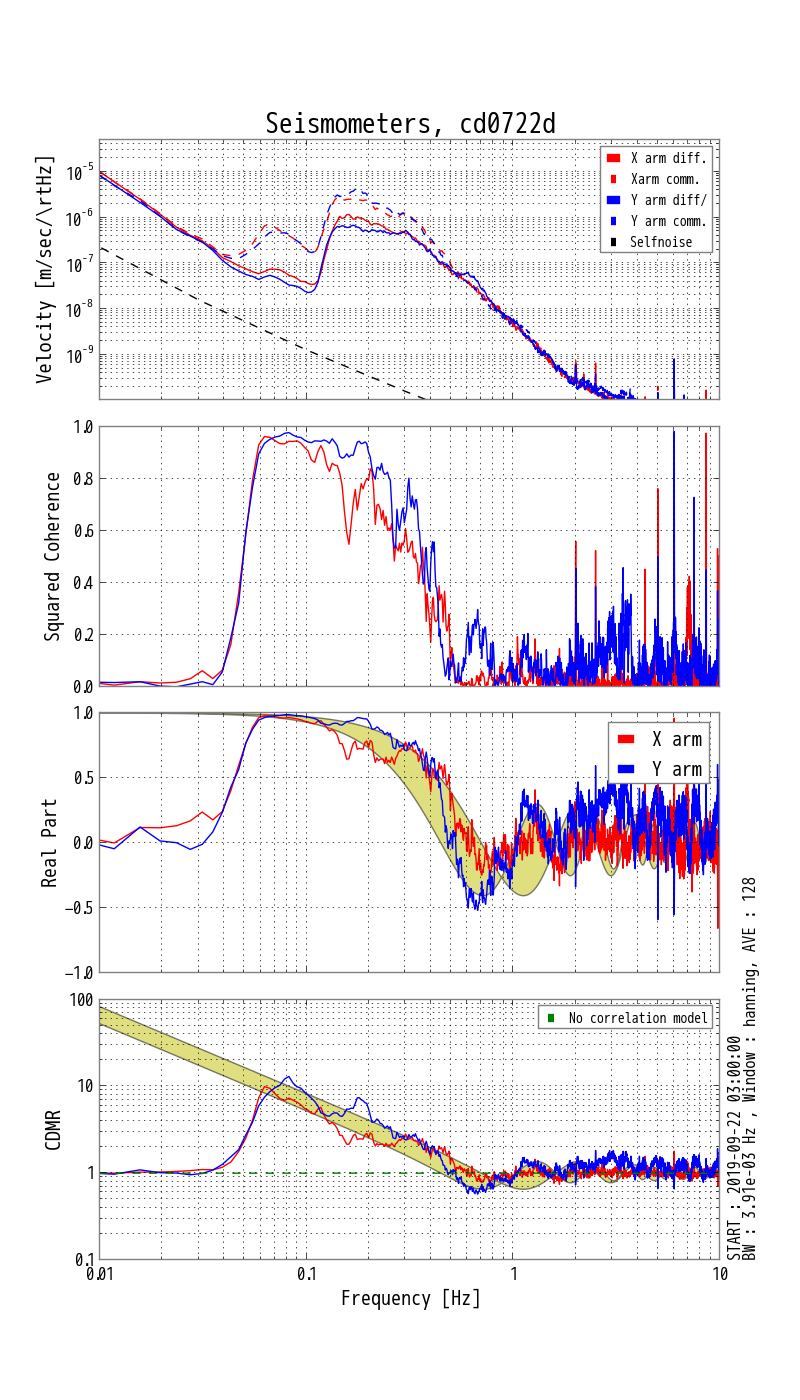 Seismometers, cd0722d
Velocity [m/sec/\rtHz]
10^-5
10^-6
10^-7
10^-8
10^-9
X arm diff.
Xarm comm.
Y arm diff/
Y arm comm.
Selfnoise
Squared Coherence
1.0
0.8
0.6
0.4
0.2
0.0
Real Part
1.0
0.5
0.0
−0.5
−1.0
X arm
Y arm
CDMR
100
10
1
0.1
No correlation model
0.01
0.1
1
10
Frequency [Hz]
START : 2019-09-22 03:00:00
BW : 3.91e-03 Hz , Window : hanning, AVE : 128